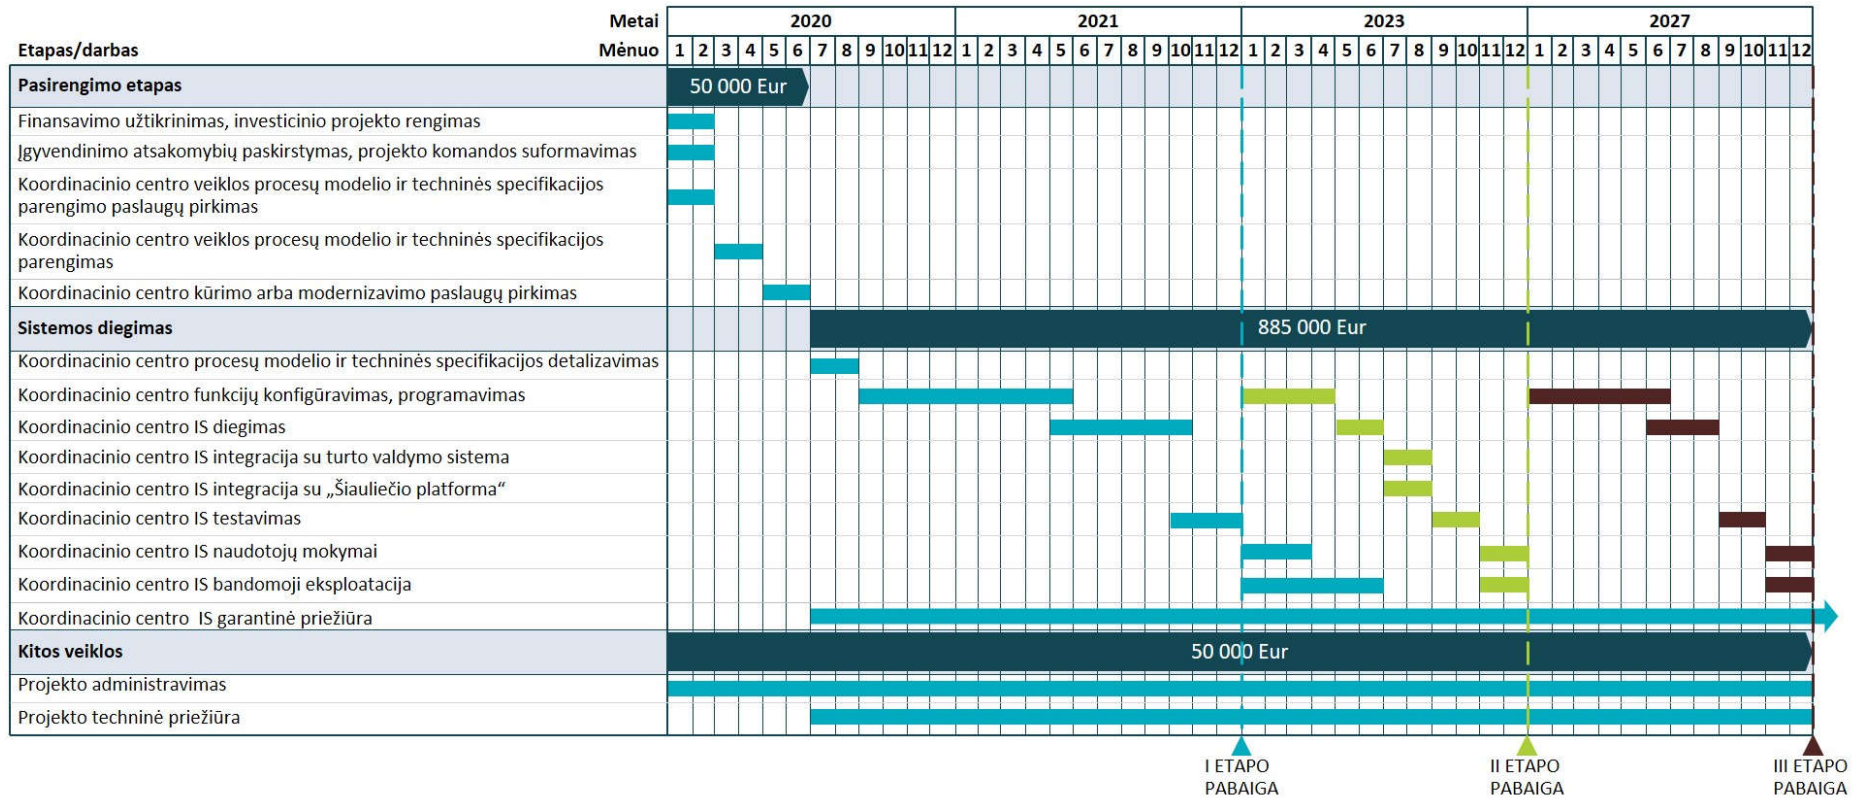 Metai 2020 2021 2023 2027
Etapas/darbas Mėnuo 1 2 3 4 5 6 7 8 9 10 11 12 1 2 3 4 5 6 7 8 9 10 11 12 1 2 3 4 5 6 7 8 9 10 11 12 1 2 3 4 5 6 7 8 9 10 11 12
Pasirengimo etapas 50 000 Eur
Finansavimo užtikrinimas, investicinio projekto rengimas
Įgyvendinimo atsakomybių paskirstymas, projekto komandos suformavimas
Koordinacinio centro veiklos procesų modelio ir techninės specifikacijos
parengimo paslaugų pirkimas
Koordinacinio centro veiklos procesų modelio ir techninės specifikacijos
parengimas
Koordinacinio centro kūrimo arba modernizavimo paslaugų pirkimas
Sistemos diegimas 885 000 Eur
Koordinacinio centro procesų modelio ir techninės specifikacijos detalizavimas
Koordinacinio centro funkcijų konfigūravimas, programavimas
Koordinacinio centro IS diegimas
Koordinacinio centro IS integracija su turto valdymo sistema
Koordinacinio centro IS integracija su „Šiauliečio platforma“
Koordinacinio centro IS testavimas
Koordinacinio centro IS naudotojų mokymai
Koordinacinio centro IS bandomoji eksploatacija
Koordinacinio centro IS garantinė priežiūra
Kitos veiklos 50 000 Eur
Projekto administravimas
Projekto techninė priežiūra
I ETAPO II ETAPO III ETAPO
PABAIGA PABAIGA PABAIGA